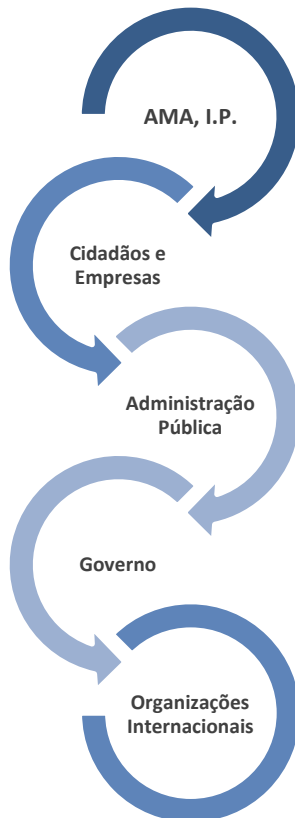 AMA, I.P.
Cidadãos e
Empresas
Administração
Pública
Governo
Organizações
Internacionais